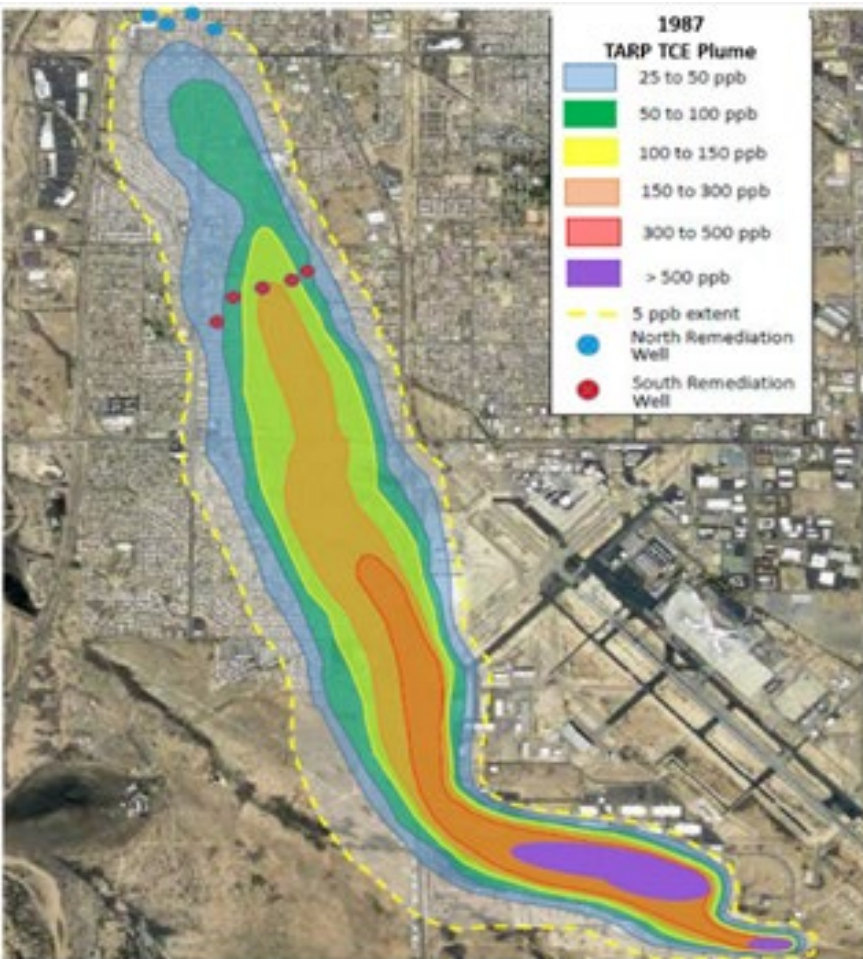 1987
TARP TCE Plume
25 to 50 ppb
50 to 100 ppb
100 to 150 ppb
150 to 300 ppb
300 to 500 ppb
> 500 ppb
5 ppb extent
North Remediation
Well
South Remediation
Well